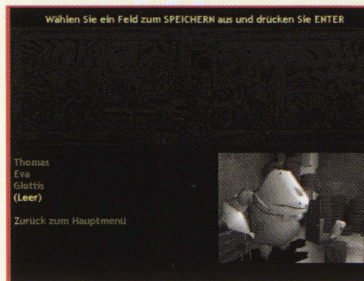 Wählen Sie ein Feld zum SPEICHERN aus und drücken Sie ENTER
Thomas
Eva
Glottis
(Leer)
Zurück zum Hauptmenü